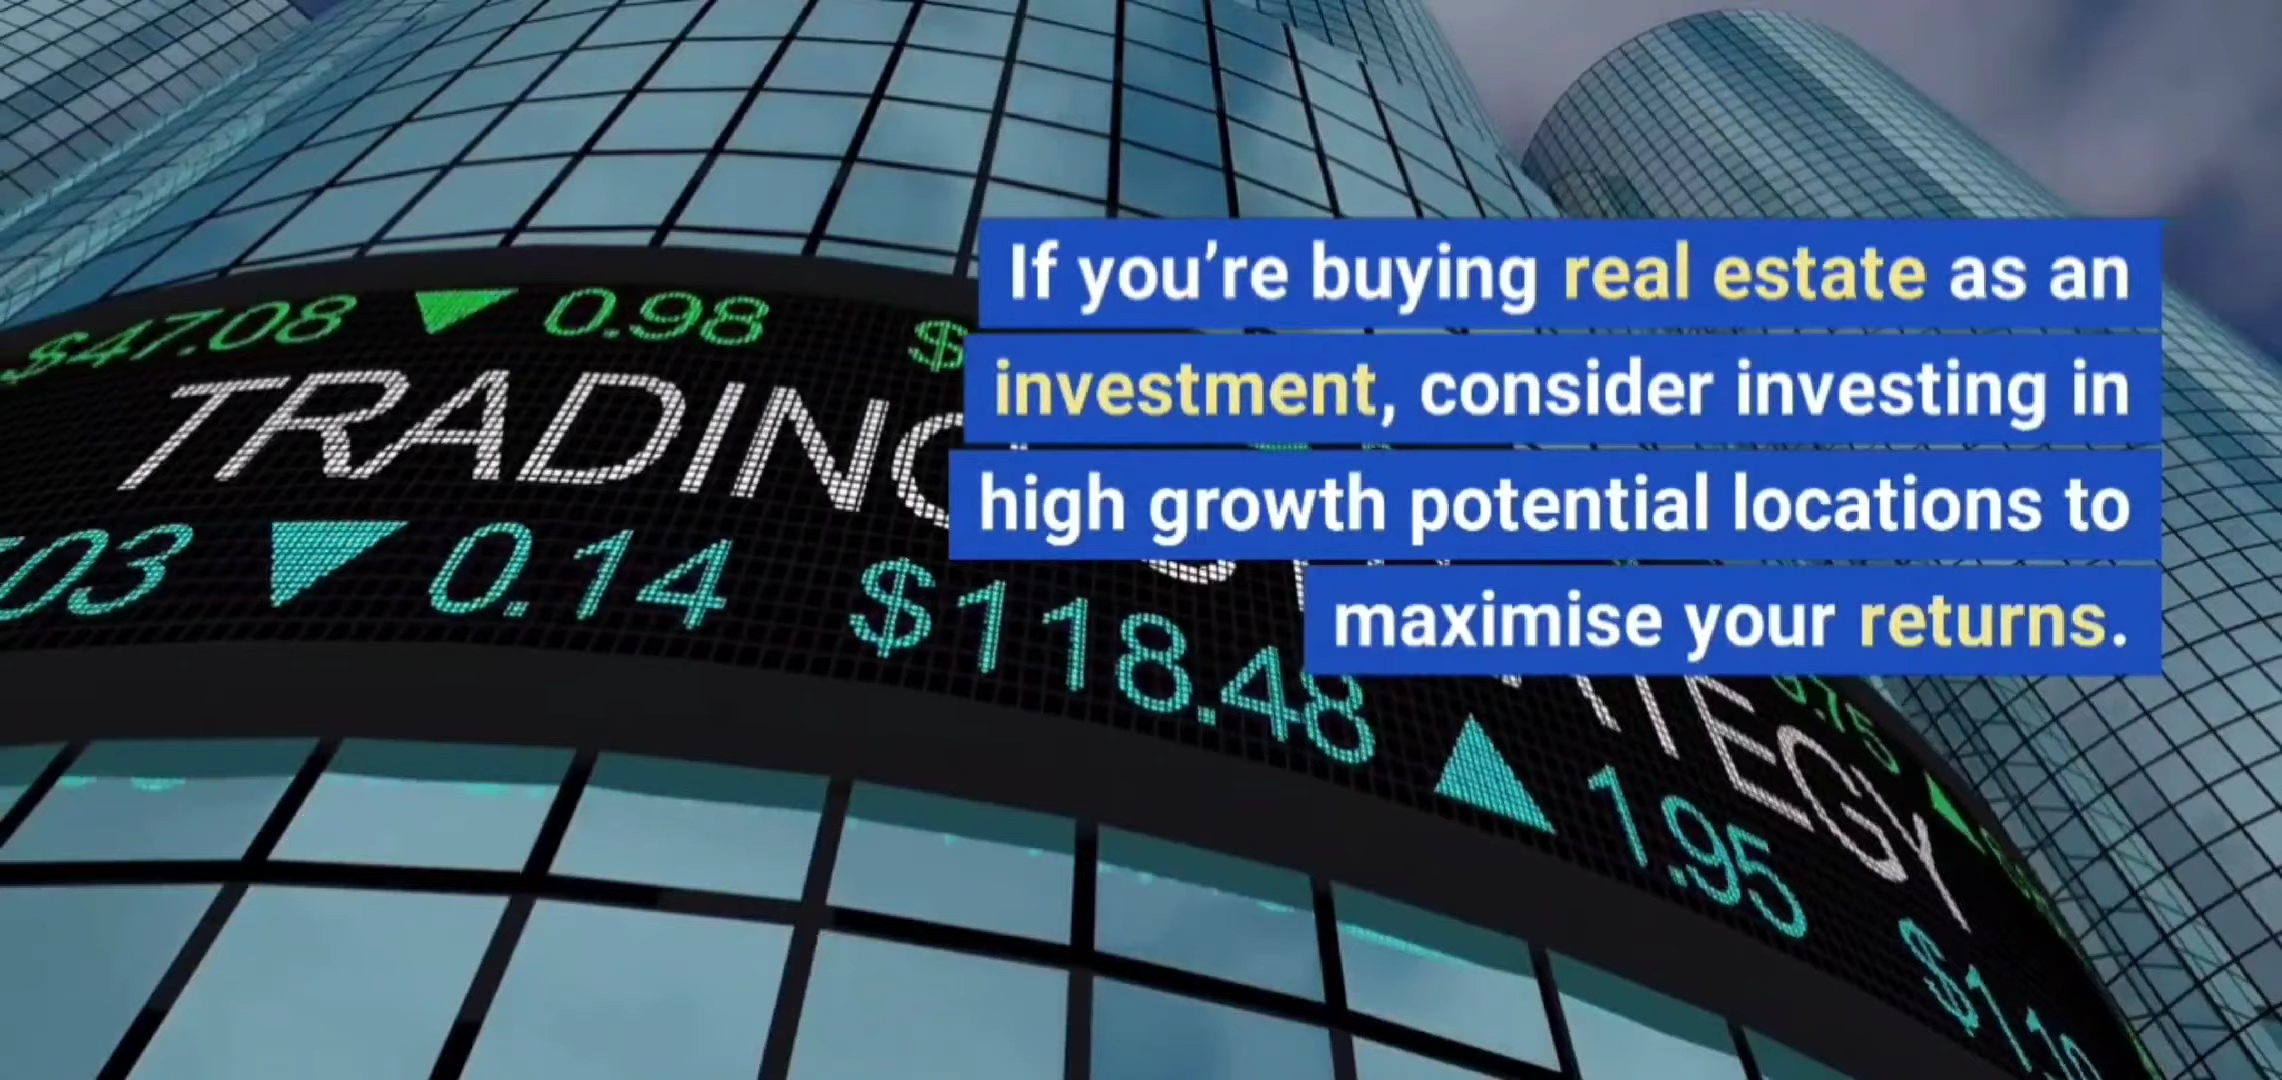 If you're buying real estate as an
investment, consider investing in
high growth potential locations to
maximise your returns.
$47.08 ▼ 0.98 $
TRADING
03 ▼ 0.14 $118.48 ▲ 1.95